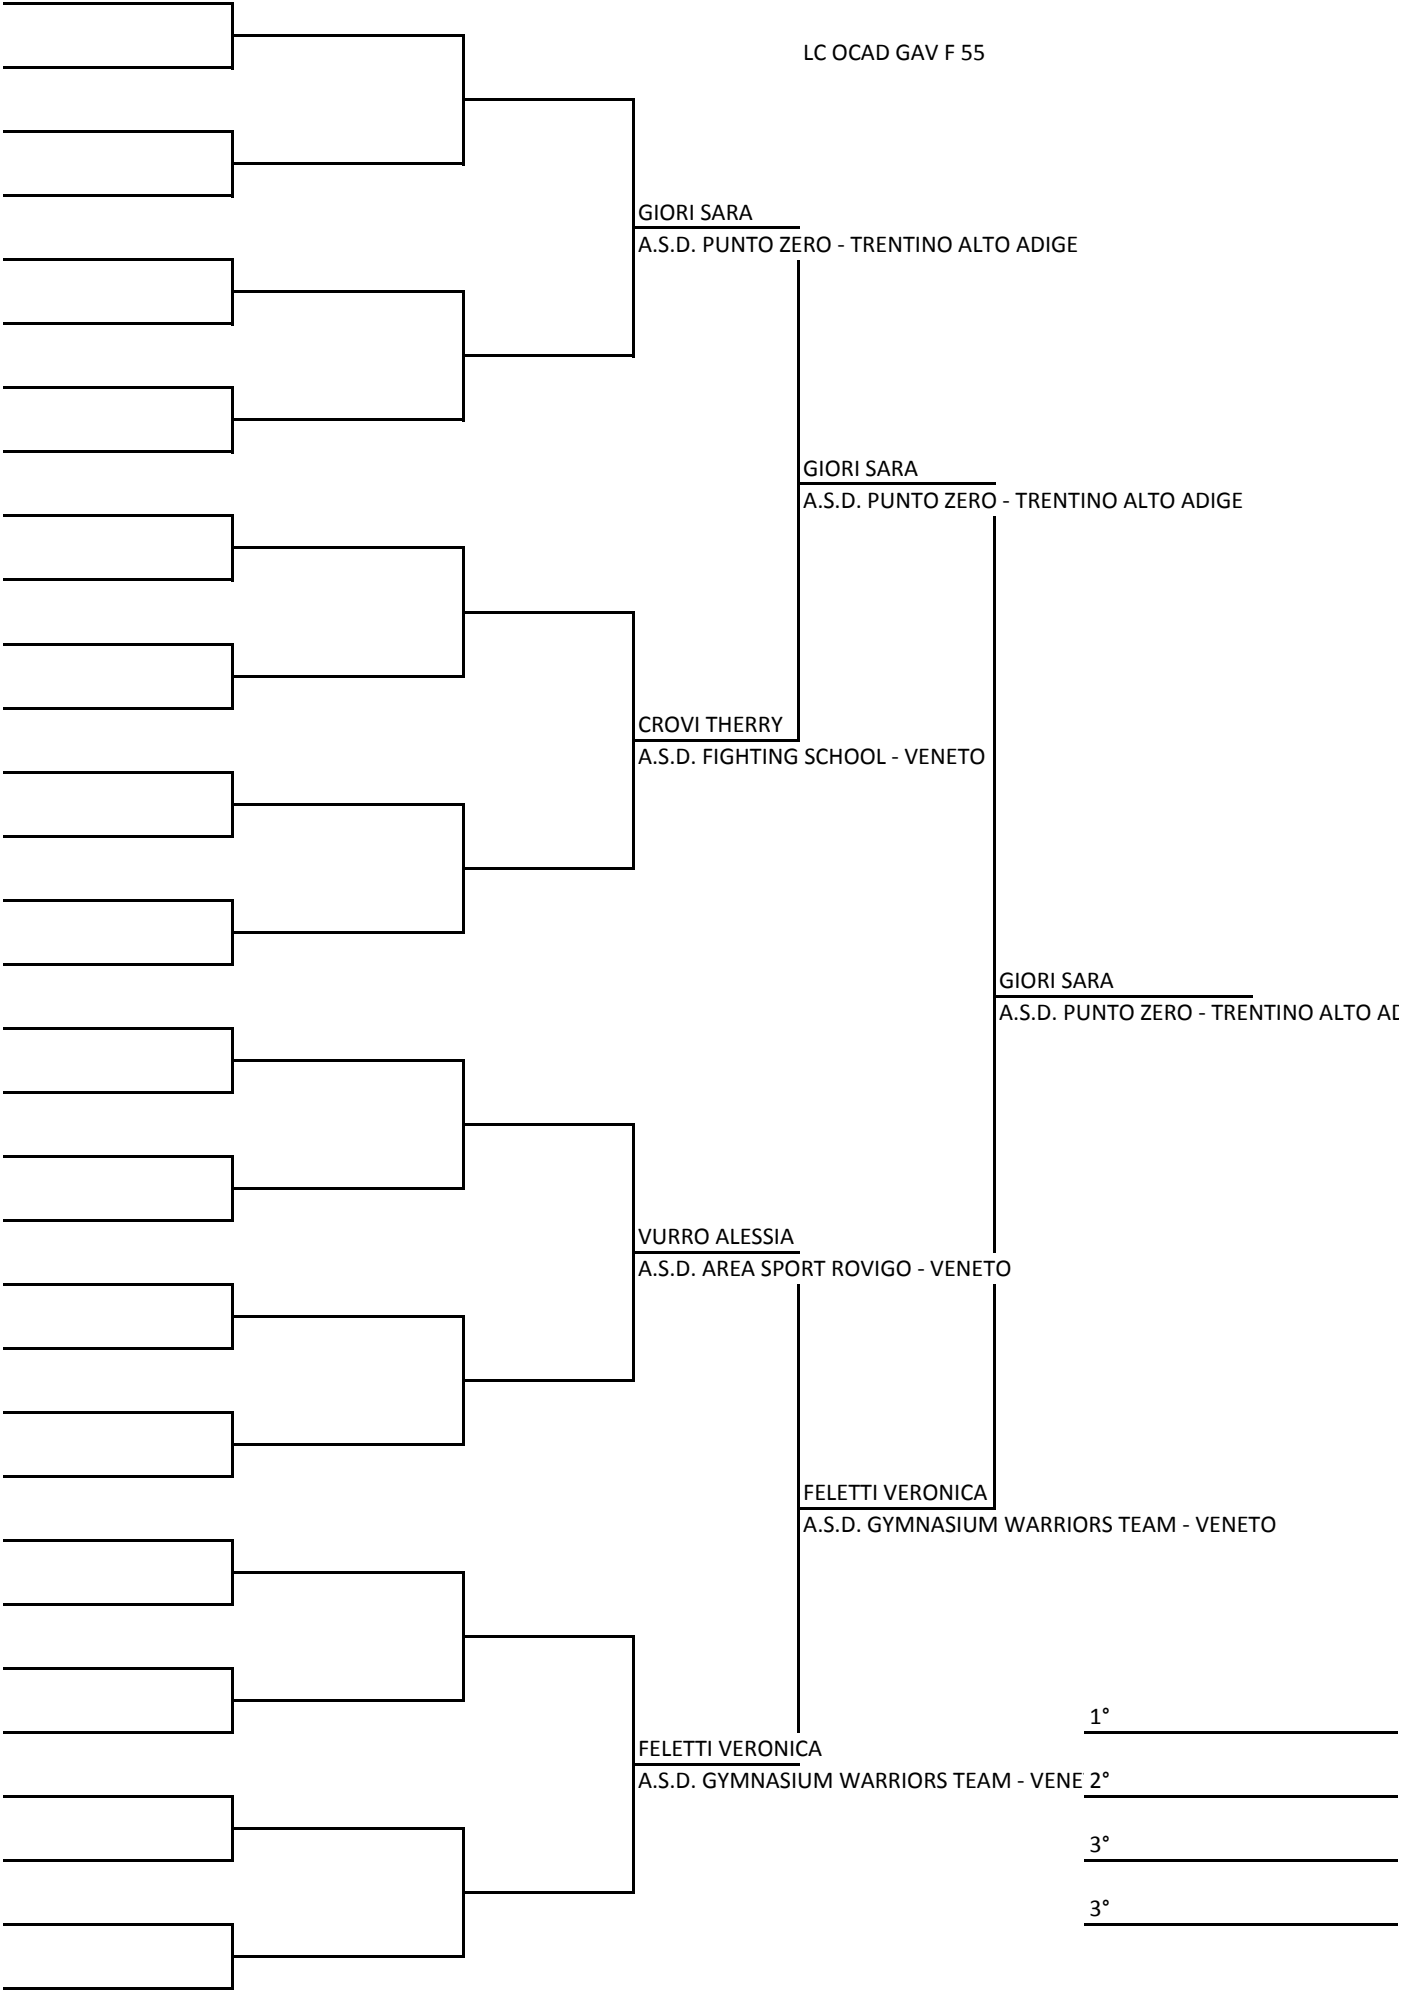 LC OCAD GAV F 55
GIORI SARA
A.S.D. PUNTO ZERO - TRENTINO ALTO ADIGE
GIORI SARA
A.S.D. PUNTO ZERO - TRENTINO ALTO ADIGE
CROVI THERRY
A.S.D. FIGHTING SCHOOL - VENETO
GIORI SARA
A.S.D. PUNTO ZERO - TRENTINO ALTO AD
VURRO ALESSIA
A.S.D. AREA SPORT ROVIGO - VENETO
FELETTI VERONICA
A.S.D. GYMNASIUM WARRIORS TEAM - VENETO
1°
FELETTI VERONICA
A.S.D. GYMNASIUM WARRIORS TEAM - VENE
2°
3°
3°